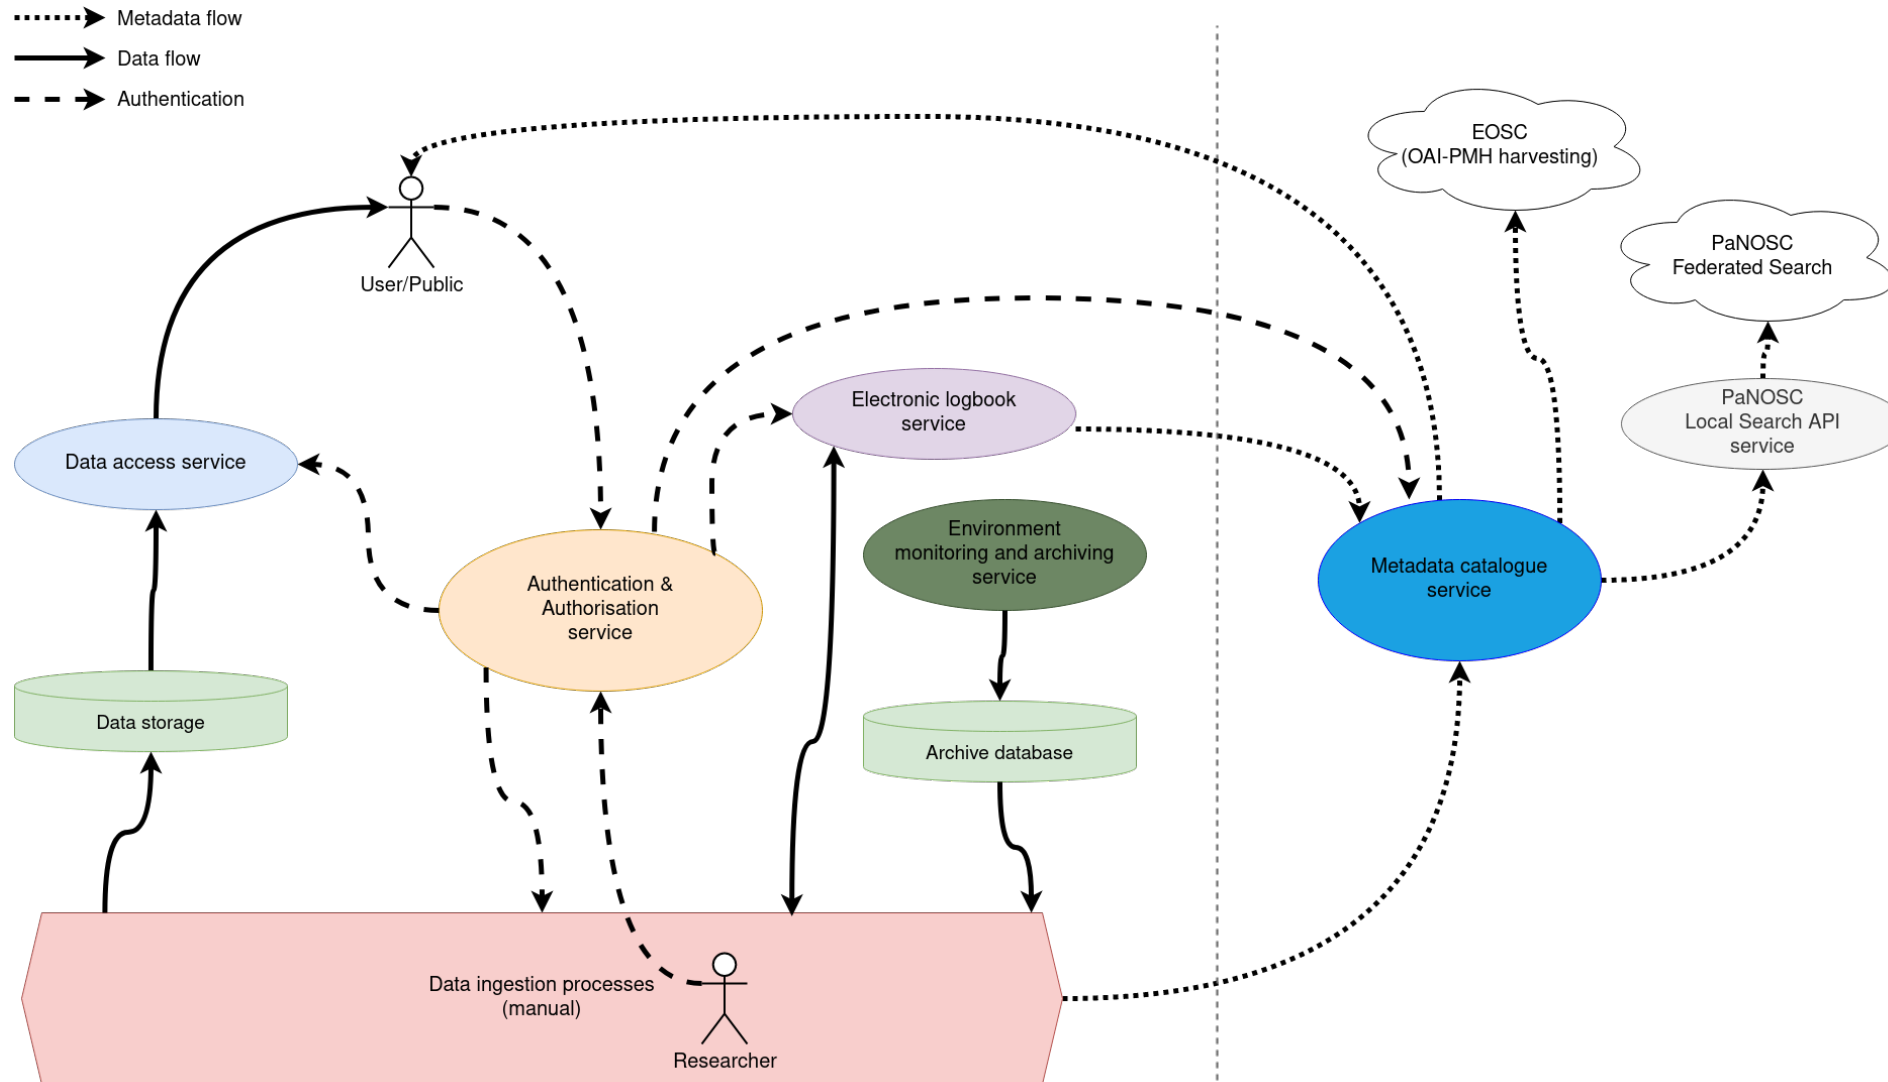 Metadata flow
Data flow
Authentication
EOSC
(OAI-PMH harvesting)
PaNOSC
Federated Search
User/Public
PaNOSC
Local Search API
service
Electronic logbook
service
Data access service
Environment
monitoring and archiving
service
Metadata catalogue
service
Authentication &
Authorisation
service
Data storage
Archive database
Data ingestion processes
(manual)
Researcher